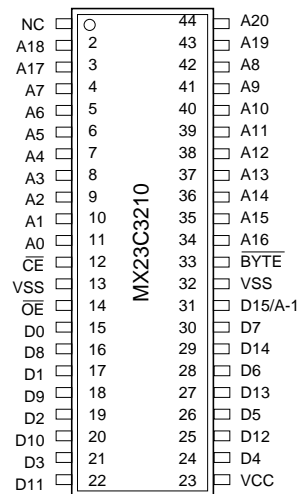 NC 44 A20
A18 2 43 A19
A17 3 42 A8
A7 4 41 A9
A6 5 40 A10
A5 6 39 A11
A4 7 38 A12
A3 8 37 A13
A2 9 36 A14
A1 10 35 A15
A0 11 34 A16
CE 12 33 BYTE
VSS 13 32 VSS
OE 14 31 D15/A-1
D0 15 30 D7
D8 16 29 D14
D1 17 28 D6
D9 18 27 D13
D2 19 26 D5
D10 20 25 D12
D3 21 24 D4
D11 22 23 VCC
MX23C3210